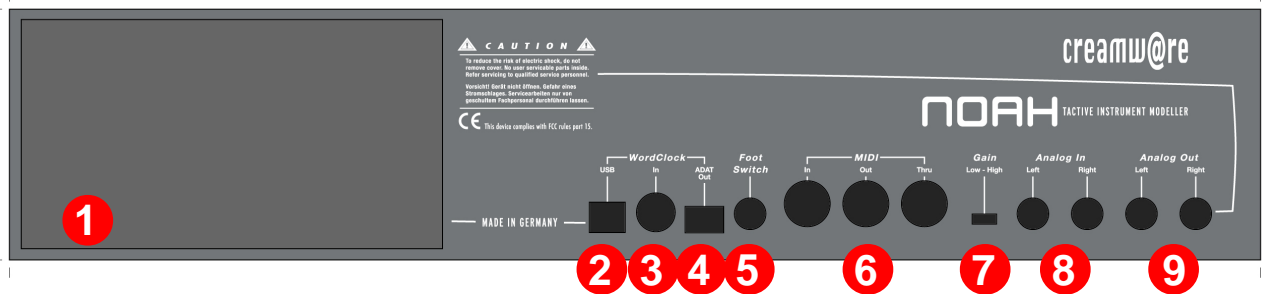 CAUTION
To reduce the risk of electric shock, do not
remove cover. No user servicable parts inside.
Refer servicing to qualified service personnel.
Vorsicht! Gerät nicht öffnen. Gefahr eines
Stromschlages. Servicearbeiten nur von
geschultem Fachpersonal durchführen lassen.
CE This device complies with FCC rules part 15.
creamw@re
NOAH TACTIVE INSTRUMENT MODELLER
WordClock
USB In ADAT Out
Foot Switch
MIDI
In Out Thru
Gain
Low - High
Analog In
Left Right
Analog Out
Left Right
MADE IN GERMANY
1
2 3 4 5 6 7 8 9